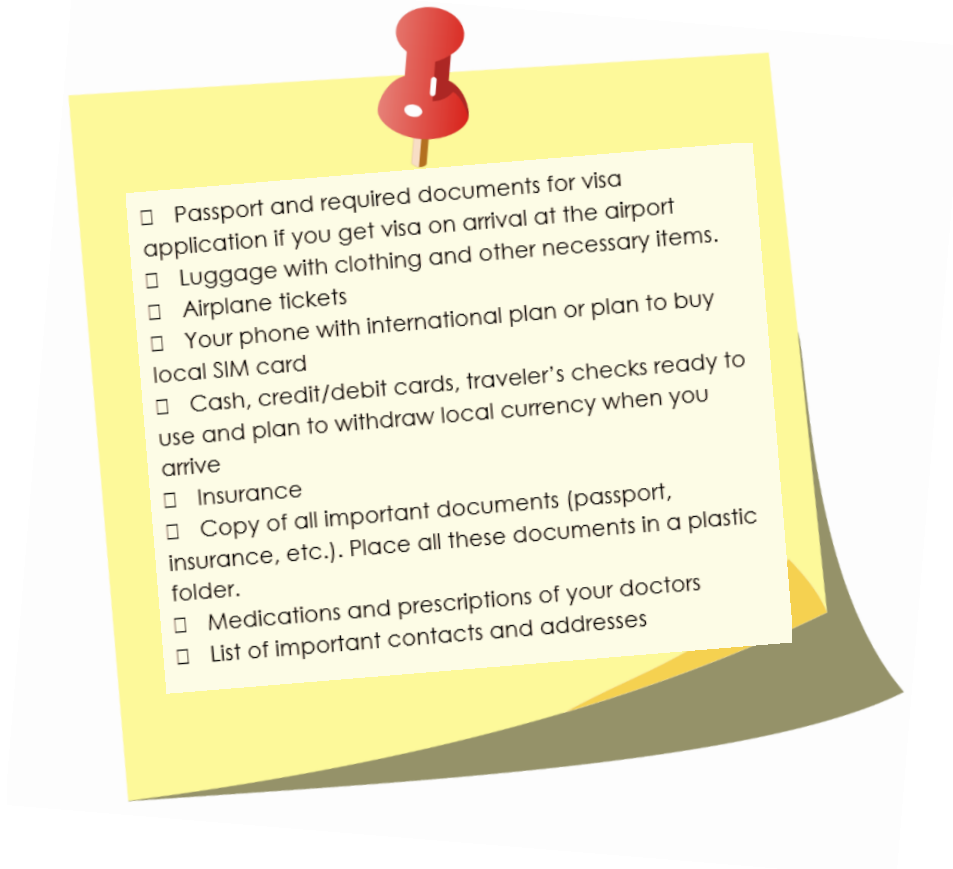 ☐ Passport and required documents for visa
application if you get visa on arrival at the airport
☐ Luggage with clothing and other necessary items.
☐ Airplane tickets
☐ Your phone with international plan or plan to buy
local SIM card
☐ Cash, credit/debit cards, traveler’s checks ready to
use and plan to withdraw local currency when you
arrive
☐ Insurance
☐ Copy of all important documents (passport,
insurance, etc.). Place all these documents in a plastic
folder.
☐ Medications and prescriptions of your doctors
☐ List of important contacts and addresses